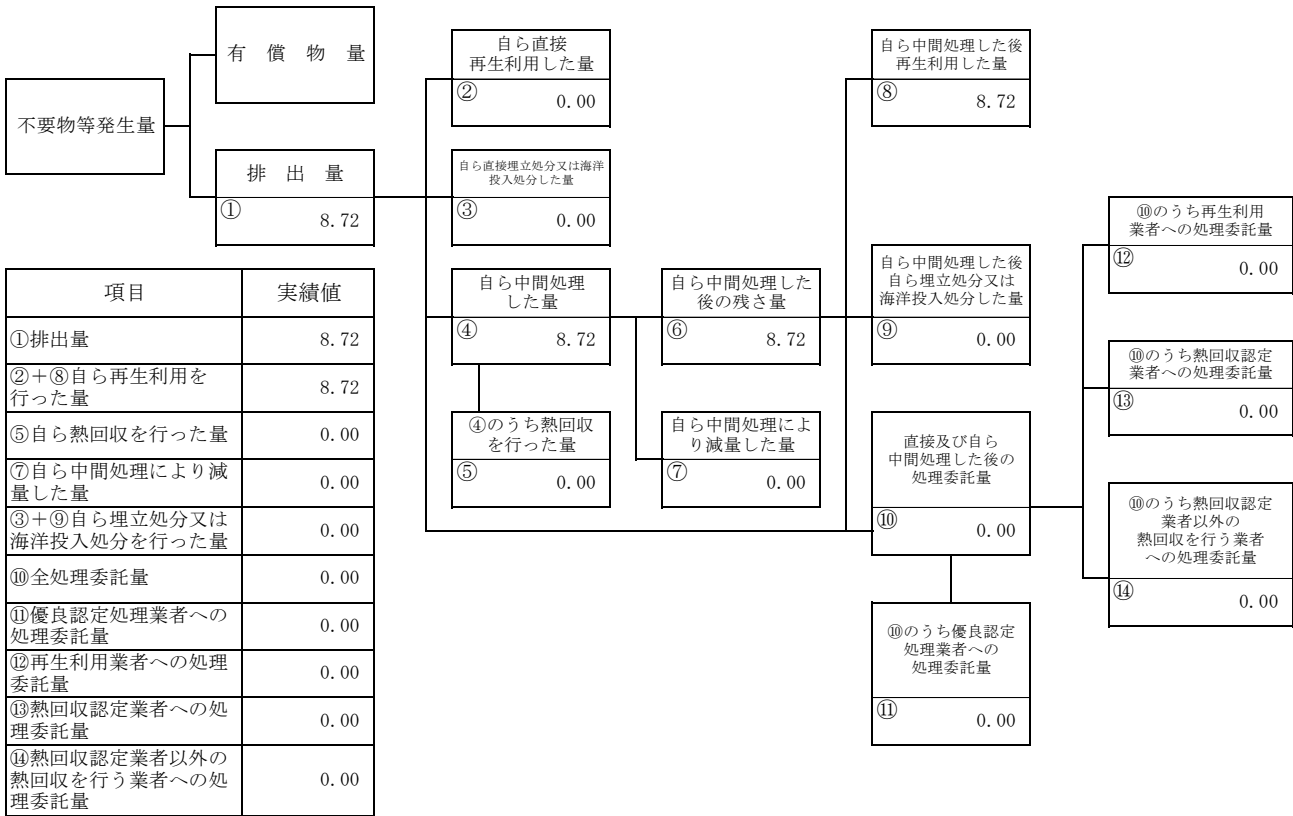 有 償 物 量
不要物等発生量
排 出 量
① 8.72
自ら直接
再生利用した量
② 0.00
自ら直接埋立処分又は海洋
投入処分した量
③ 0.00
自ら中間処理
した量
④ 8.72
④のうち熱回収
を行った量
⑤ 0.00
自ら中間処理した
後の残さ量
⑥ 8.72
自ら中間処理によ
り減量した量
⑦ 0.00
自ら中間処理した後
再生利用した量
⑧ 8.72
自ら中間処理した後
自ら埋立処分又は
海洋投入処分した量
⑨ 0.00
直接及び自ら
中間処理した後の
処理委託量
⑩ 0.00
⑩のうち優良認定
処理業者への
処理委託量
⑪ 0.00
⑩のうち再生利用
業者への処理委託量
⑫ 0.00
⑩のうち熱回収認定
業者への処理委託量
⑬ 0.00
⑩のうち熱回収認定
業者以外の
熱回収を行う業者
への処理委託量
⑭ 0.00
項目 実績値
①排出量 8.72
②+⑧自ら再生利用を
行った量 8.72
⑤自ら熱回収を行った量 0.00
⑦自ら中間処理により減
量した量 0.00
③+⑨自ら埋立処分又は
海洋投入処分を行った量 0.00
⑩全処理委託量 0.00
⑪優良認定処理業者への
処理委託量 0.00
⑫再生利用業者への処理
委託量 0.00
⑬熱回収認定業者への処
理委託量 0.00
⑭熱回収認定業者以外の
熱回収を行う業者への処
理委託量 0.00